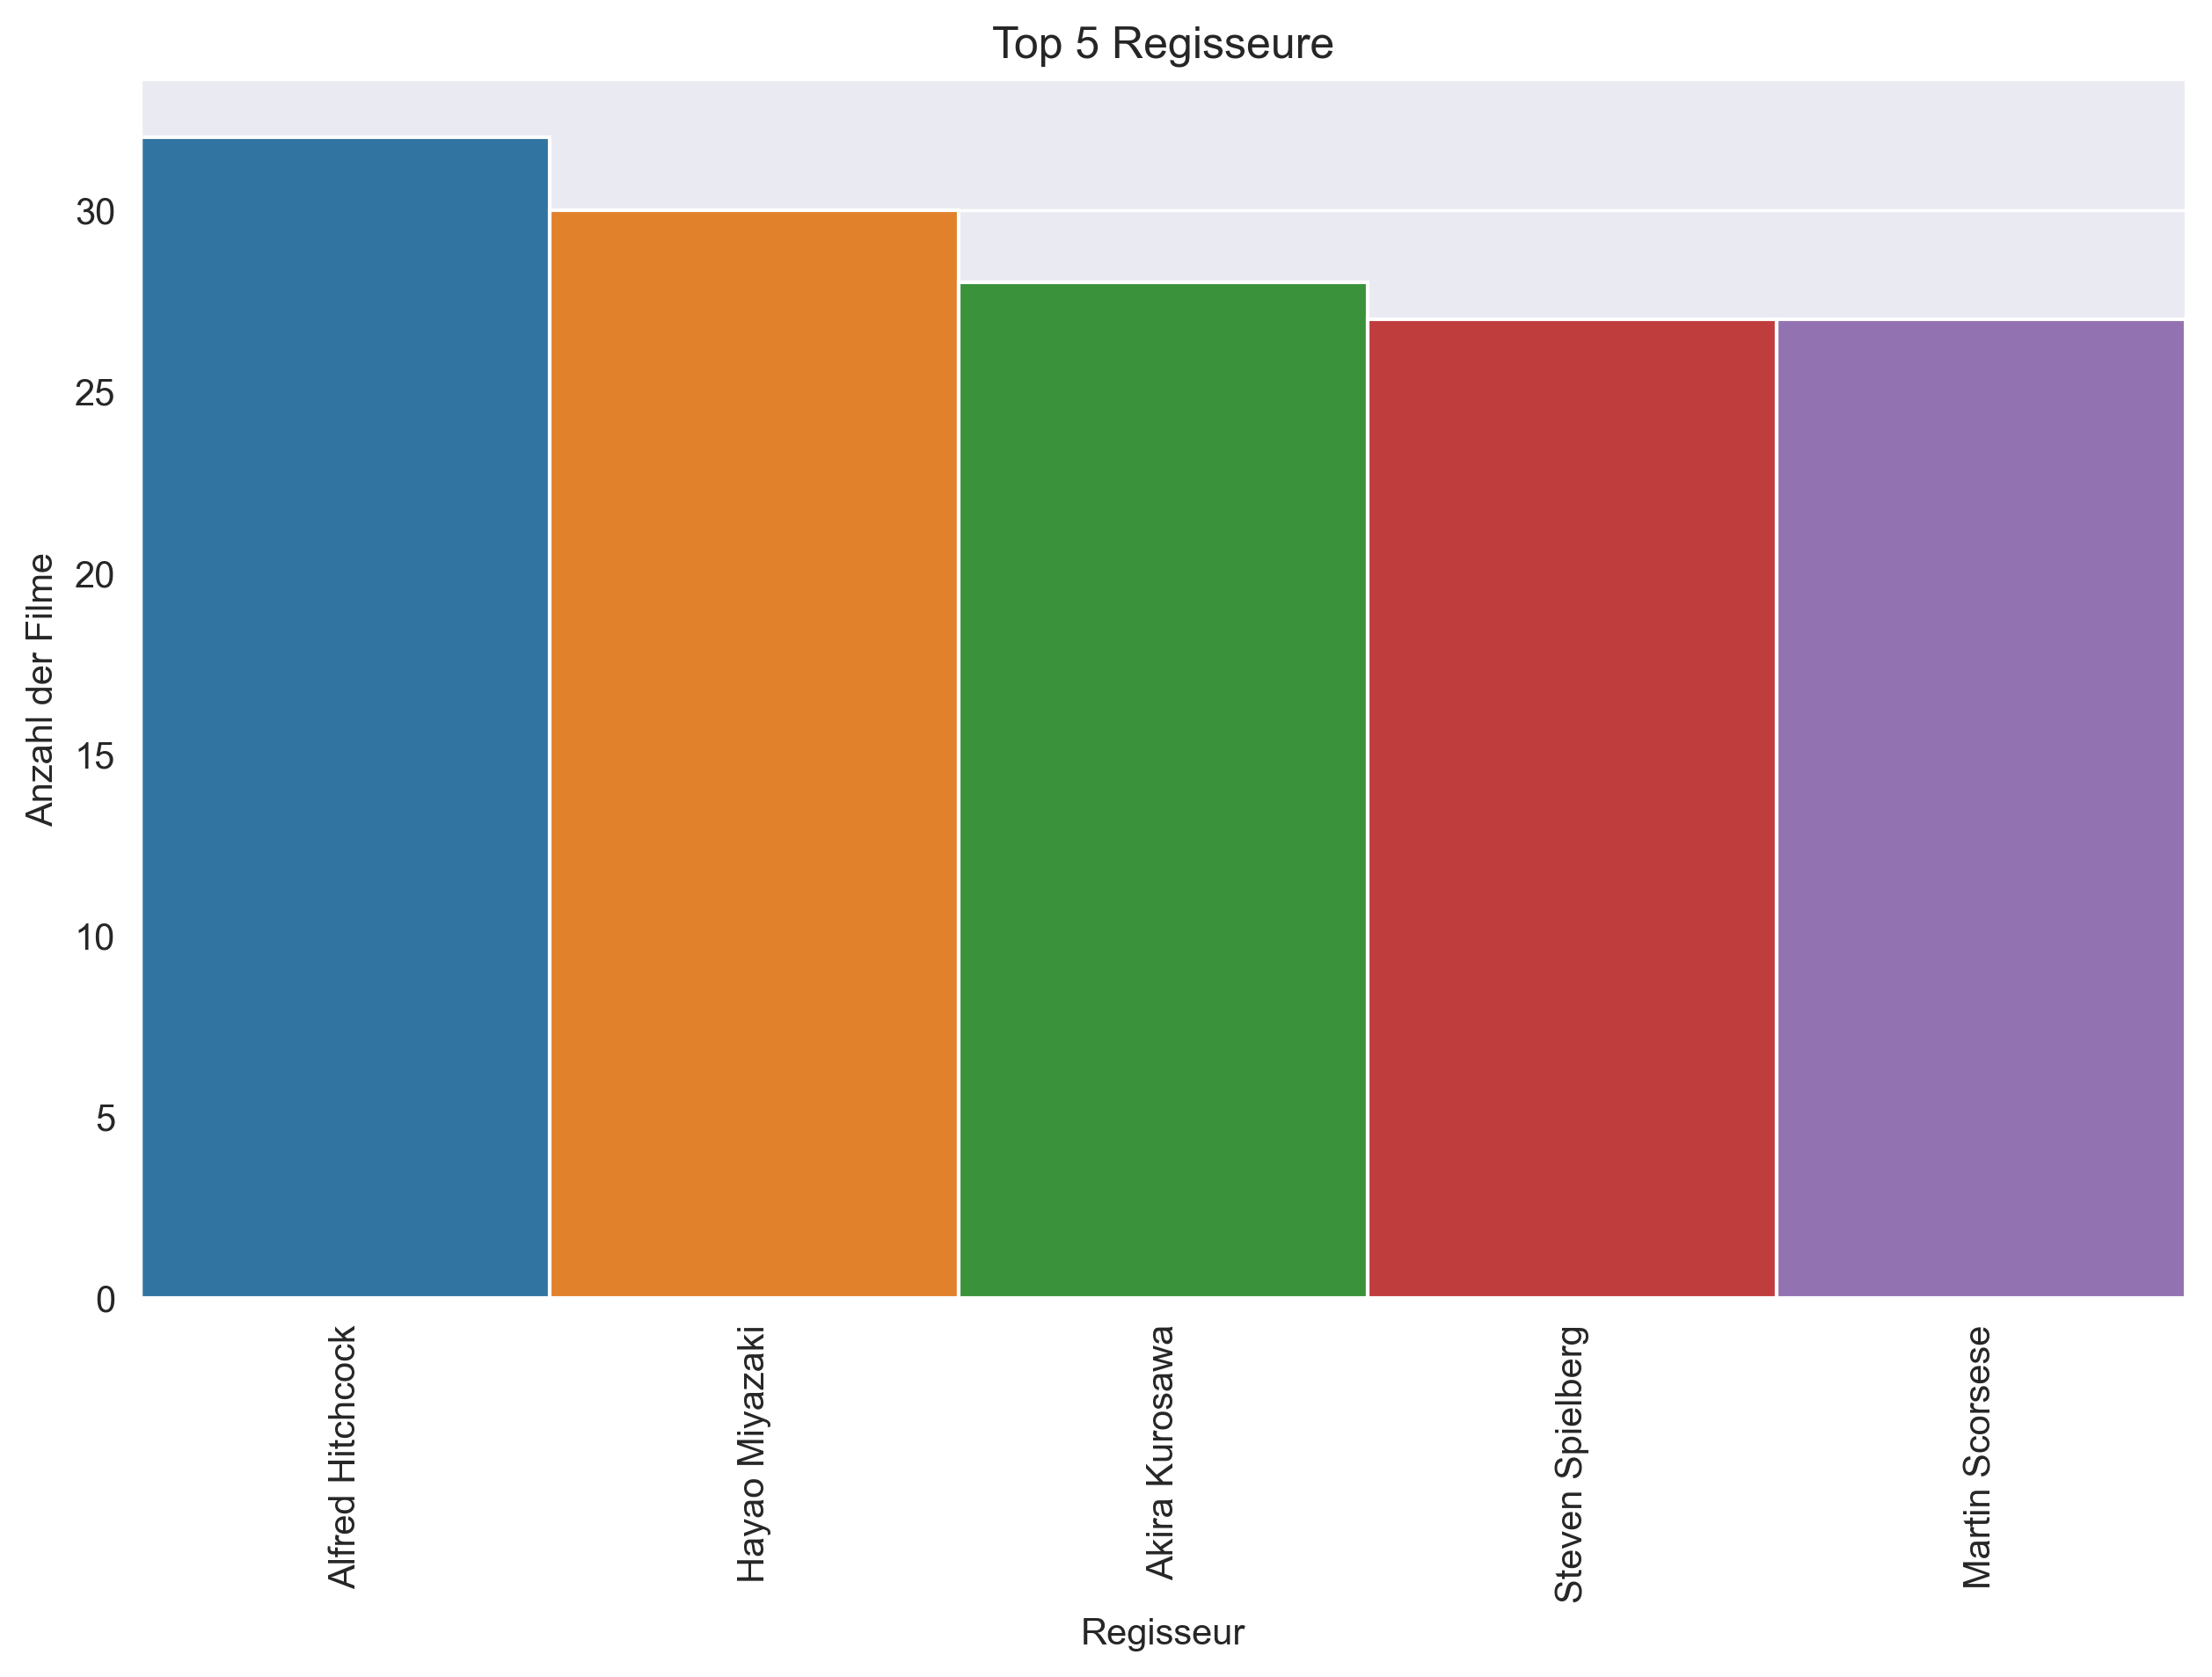 Top 5 Regisseure
Anzahl der Filme
30
25
20
15
10
5
0
Alfred Hitchcock
Hayao Miyazaki
Akira Kurosawa
Steven Spielberg
Martin Scorsese
Regisseur